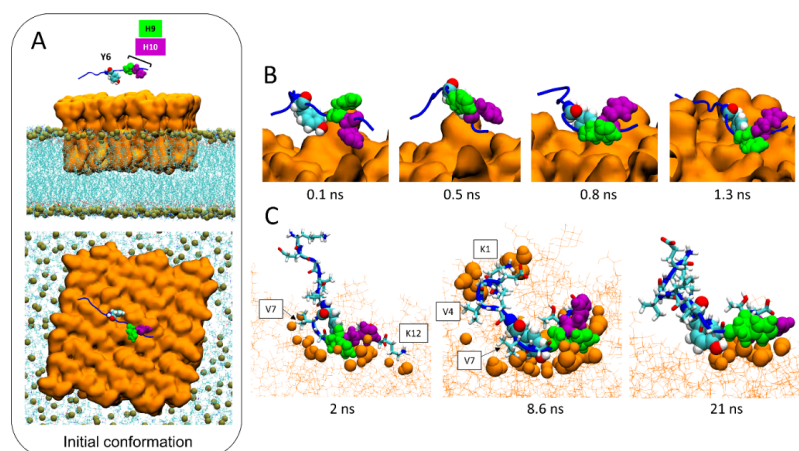 A
H9
H10
Y6
Initial conformation
B
0.1 ns
0.5 ns
0.8 ns
1.3 ns
C
K1
V4
V7
V7
K12
2 ns
8.6 ns
21 ns